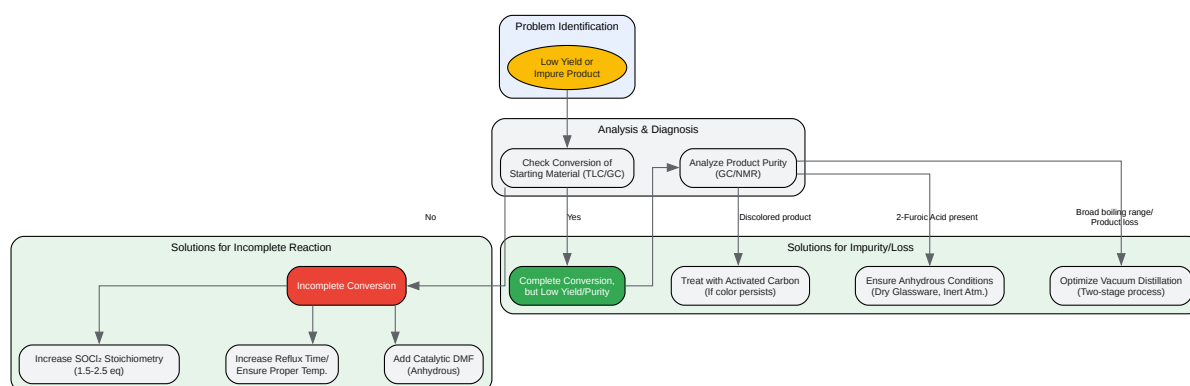 Problem Identification
Low Yield or
Impure Product
Analysis & Diagnosis
Check Conversion of
Starting Material (TLC/GC)
Analyze Product Purity
(GC/NMR)
No
Yes
Discolored product
2-Furoic Acid present
Broad boiling range/
Product loss
Solutions for Incomplete Reaction
Solutions for Impurity/Loss
Incomplete Conversion
Complete Conversion,
but Low Yield/Purity
Treat with Activated Carbon
(If color persists)
Ensure Anhydrous Conditions
(Dry Glassware, Inert Atm.)
Optimize Vacuum Distillation
(Two-stage process)
Increase SOCl₂ Stoichiometry
(1.5-2.5 eq)
Increase Reflux Time/
Ensure Proper Temp.
Add Catalytic DMF
(Anhydrous)